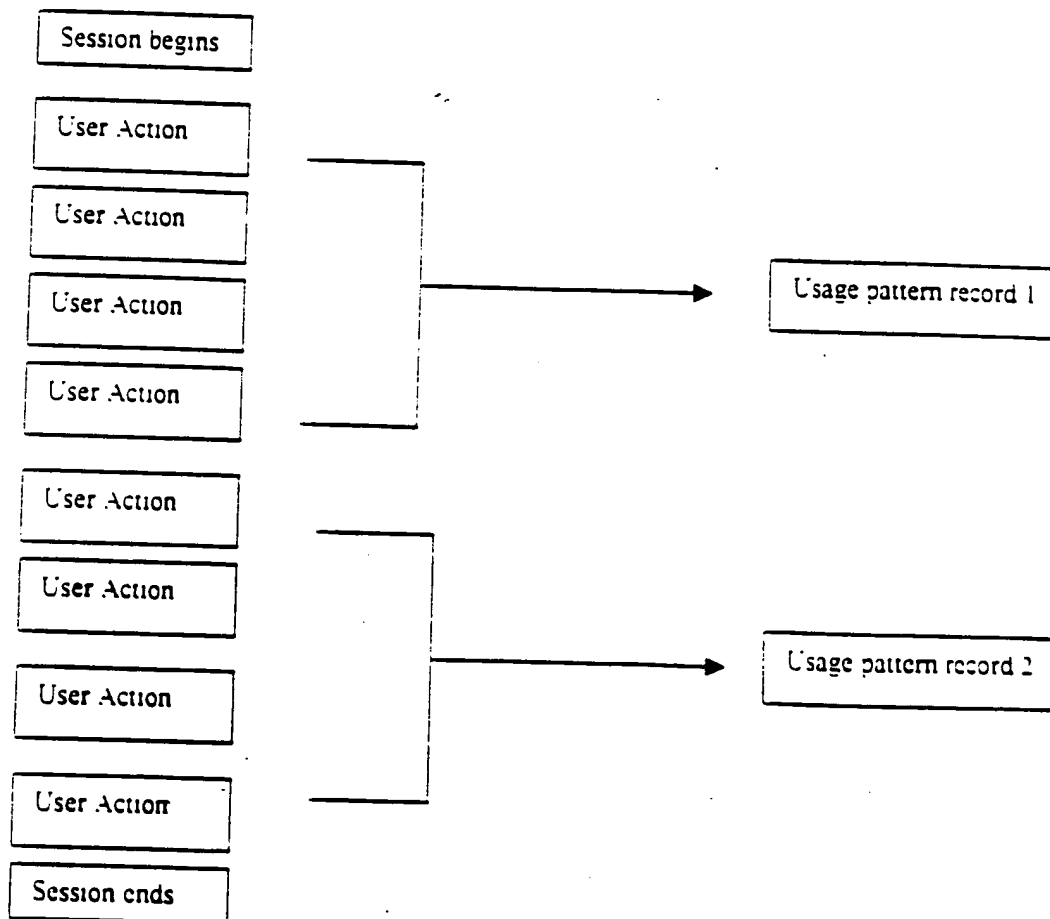 Session begins
User Action
User Action
User Action
User Action
Usage pattern record 1
User Action
User Action
User Action
User Action
Usage pattern record 2
Session ends